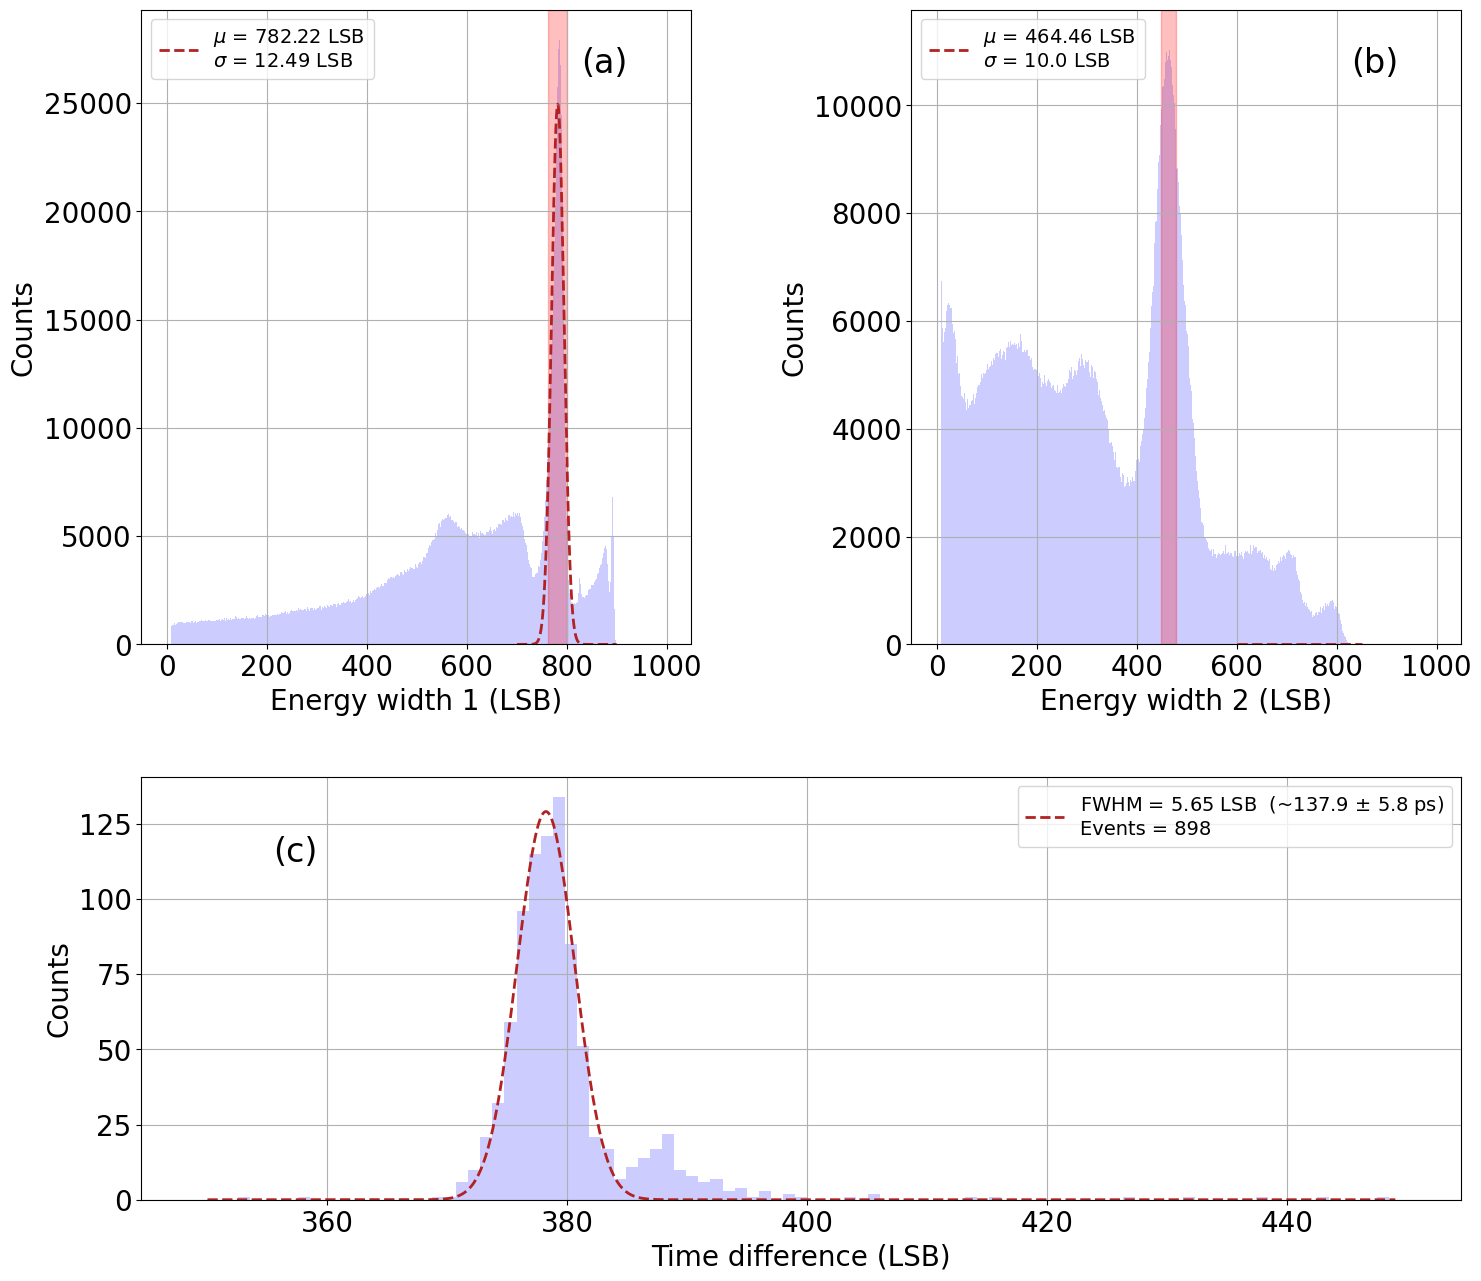 μ = 782.22 LSB
σ = 12.49 LSB
(a)
25000
20000
15000
10000
5000
0
Counts
0 200 400 600 800 1000
Energy width 1 (LSB)
μ = 464.46 LSB
σ = 10.0 LSB
(b)
10000
8000
6000
4000
2000
0
Counts
0 200 400 600 800 1000
Energy width 2 (LSB)
FWHM = 5.65 LSB (~137.9 ± 5.8 ps)
Events = 898
(c)
125
100
75
50
25
0
Counts
360 380 400 420 440
Time difference (LSB)